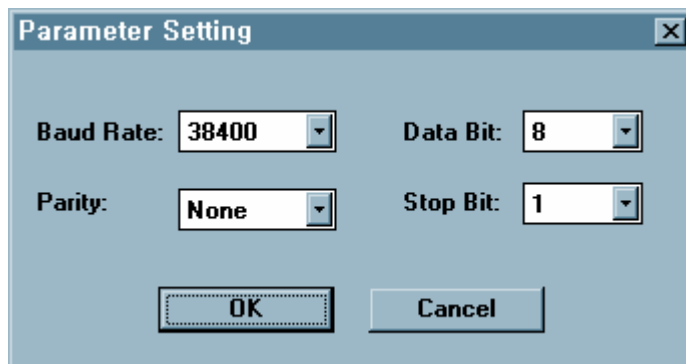 Parameter Setting
Baud Rate: 38400 Data Bit: 8
Parity: None Stop Bit: 1
OK Cancel